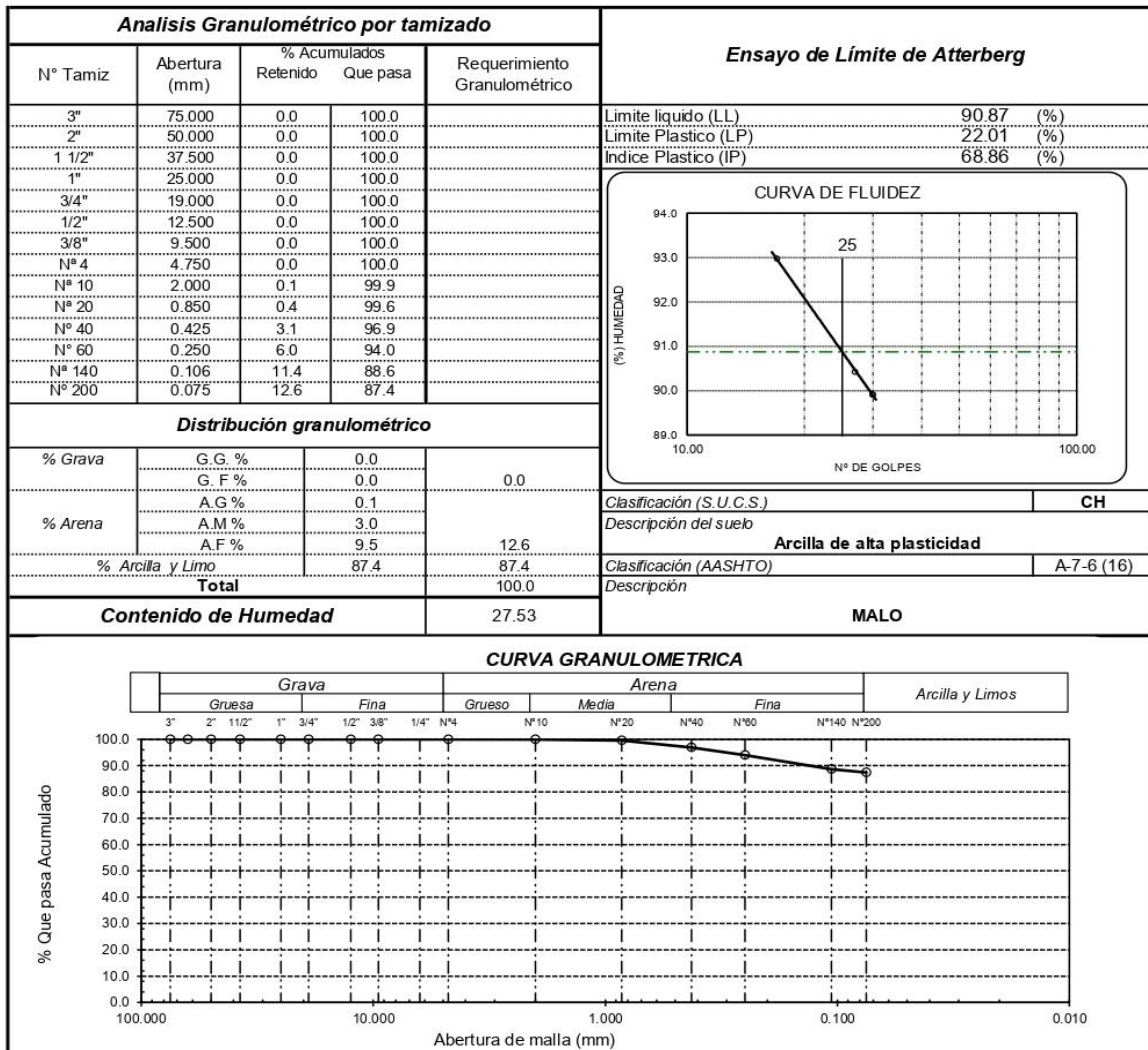 Analisis Granulométrico por tamizado
N° Tamiz Abertura (mm) % Acumulados Retenido Que pasa Requerimiento Granulométrico
3" 75.000 0.0 100.0
2" 50.000 0.0 100.0
1 1/2" 37.500 0.0 100.0
1" 25.000 0.0 100.0
3/4" 19.000 0.0 100.0
1/2" 12.500 0.0 100.0
3/8" 9.500 0.0 100.0
Nª 4 4.750 0.0 100.0
Nª 10 2.000 0.1 99.9
Nª 20 0.850 0.4 99.6
Nº 40 0.425 3.1 96.9
N° 60 0.250 6.0 94.0
Nª 140 0.106 11.4 88.6
Nº 200 0.075 12.6 87.4
Distribución granulométrico
% Grava G.G. % 0.0
G. F % 0.0 0.0
A.G % 0.1
% Arena A.M % 3.0
A.F % 9.5 12.6
% Arcilla y Limo 87.4 87.4
Total 100.0
Contenido de Humedad 27.53
Ensayo de Límite de Atterberg
Limite liquido (LL) 90.87 (%)
Limite Plastico (LP) 22.01 (%)
Indice Plastico (IP) 68.86 (%)
CURVA DE FLUIDEZ
94.0
25
93.0
92.0
(%) HUMEDAD
91.0
90.0
89.0
10.00 100.00
Nº DE GOLPES
Clasificación (S.U.C.S.) CH
Descripción del suelo
Arcilla de alta plasticidad
Clasificación (AASHTO) A-7-6 (16)
Descripción
MALO
CURVA GRANULOMETRICA
Grava Arena Arcilla y Limos
Gruesa Fina Grueso Media Fina
3" 2" 11/2" 1" 3/4" 1/2" 3/8" 1/4" N°4 N°10 N°20 N°40 N°60 N°140 N°200
100.0
90.0
80.0
70.0
60.0
50.0
40.0
30.0
20.0
10.0
0.0
% Que pasa Acumulado
100.000 10.000 1.000 0.100 0.010
Abertura de malla (mm)